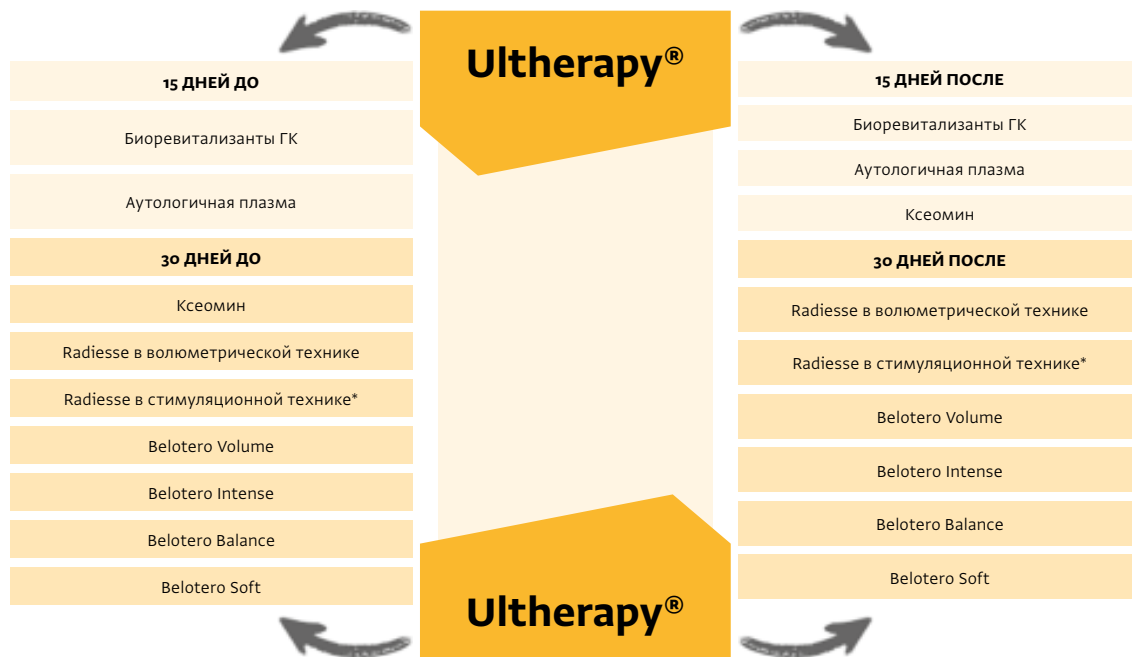 Ultherapy®
15 ДНЕЙ ДО
Биоревитализанты ГК
Аутологичная плазма
30 ДНЕЙ ДО
Ксеомин
Radiesse в волюметрической технике
Radiesse в стимуляционной технике*
Belotero Volume
Belotero Intense
Belotero Balance
Belotero Soft
15 ДНЕЙ ПОСЛЕ
Биоревитализанты ГК
Аутологичная плазма
Ксеомин
30 ДНЕЙ ПОСЛЕ
Radiesse в волюметрической технике
Radiesse в стимуляционной технике*
Belotero Volume
Belotero Intense
Belotero Balance
Belotero Soft
Ultherapy®